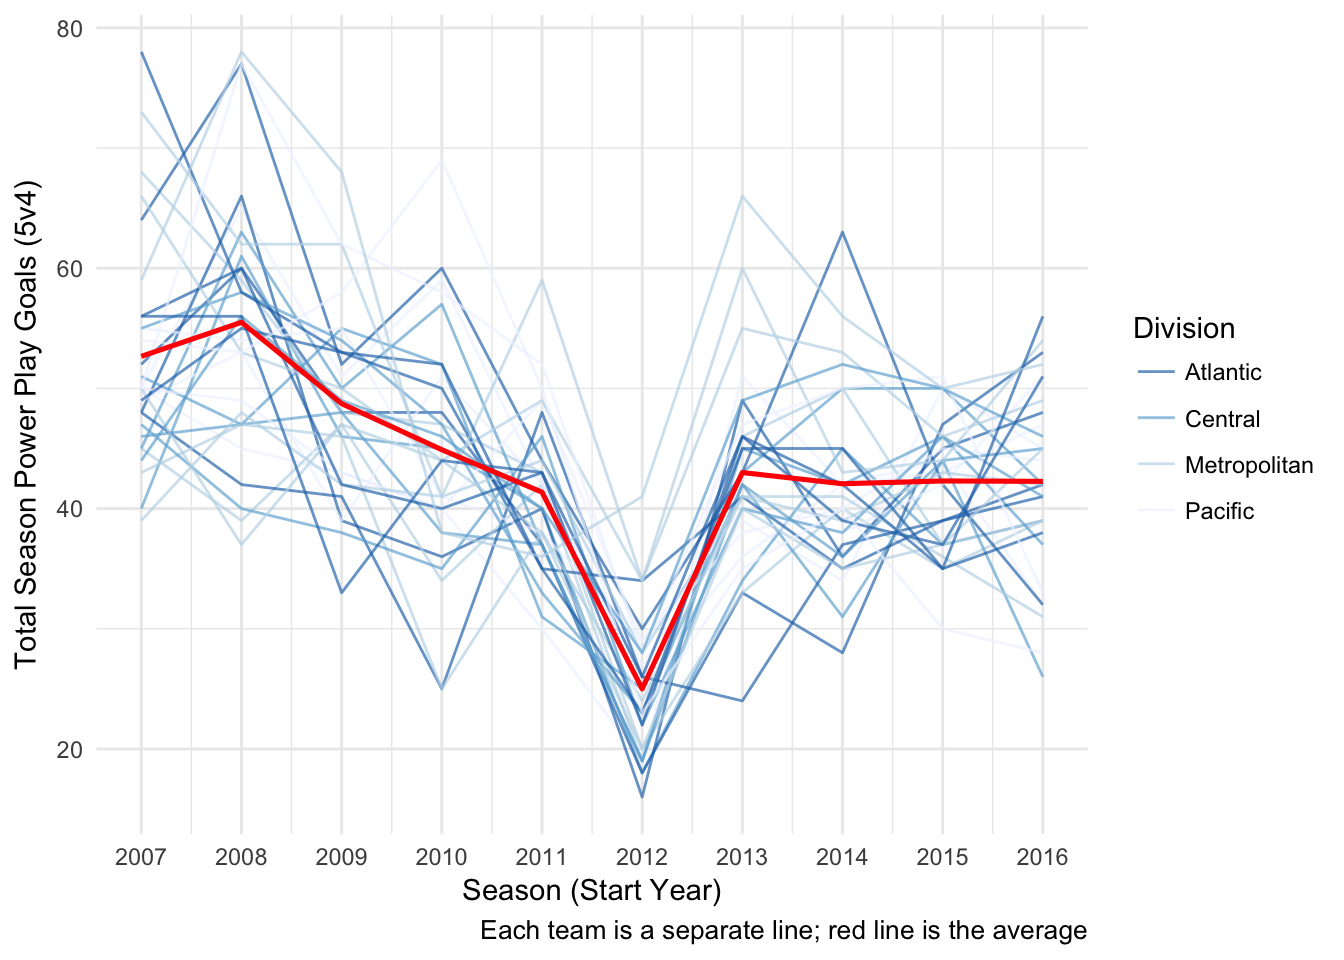 Total Season Power Play Goals (5v4)
80
60
40
20
2007 2008 2009 2010 2011 2012 2013 2014 2015 2016
Season (Start Year)
Each team is a separate line; red line is the average
Division
Atlantic
Central
Metropolitan
Pacific